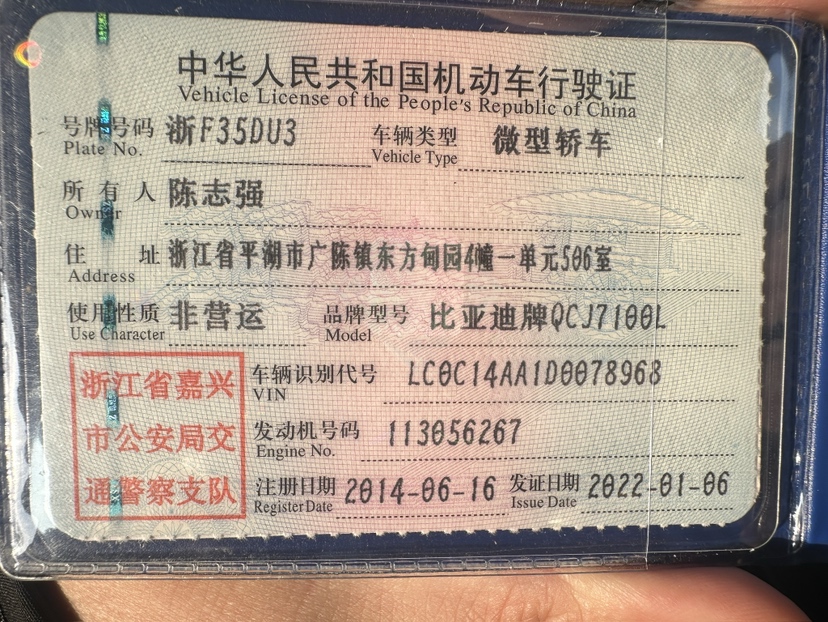 中华人民共和国机动车行驶证
Vehicle License of the People's Republic of China
号牌号码 浙F35DU3 车辆类型 微型轿车
Plate No. Vehicle Type
所有人 陈志强
Owner
住址 浙江省平湖市广陈镇东方甸园4幢一单元506室
Address
使用性质 非营运 品牌型号 比亚迪牌QCJ7100L
Use Character Model
浙江省嘉兴
市公安局交
通警察支队
车辆识别代号 LC0C14AA1D0078968
VIN
发动机号码 113056267
Engine No.
注册日期 2014-06-16 发证日期 2022-01-06
Register Date Issue Date